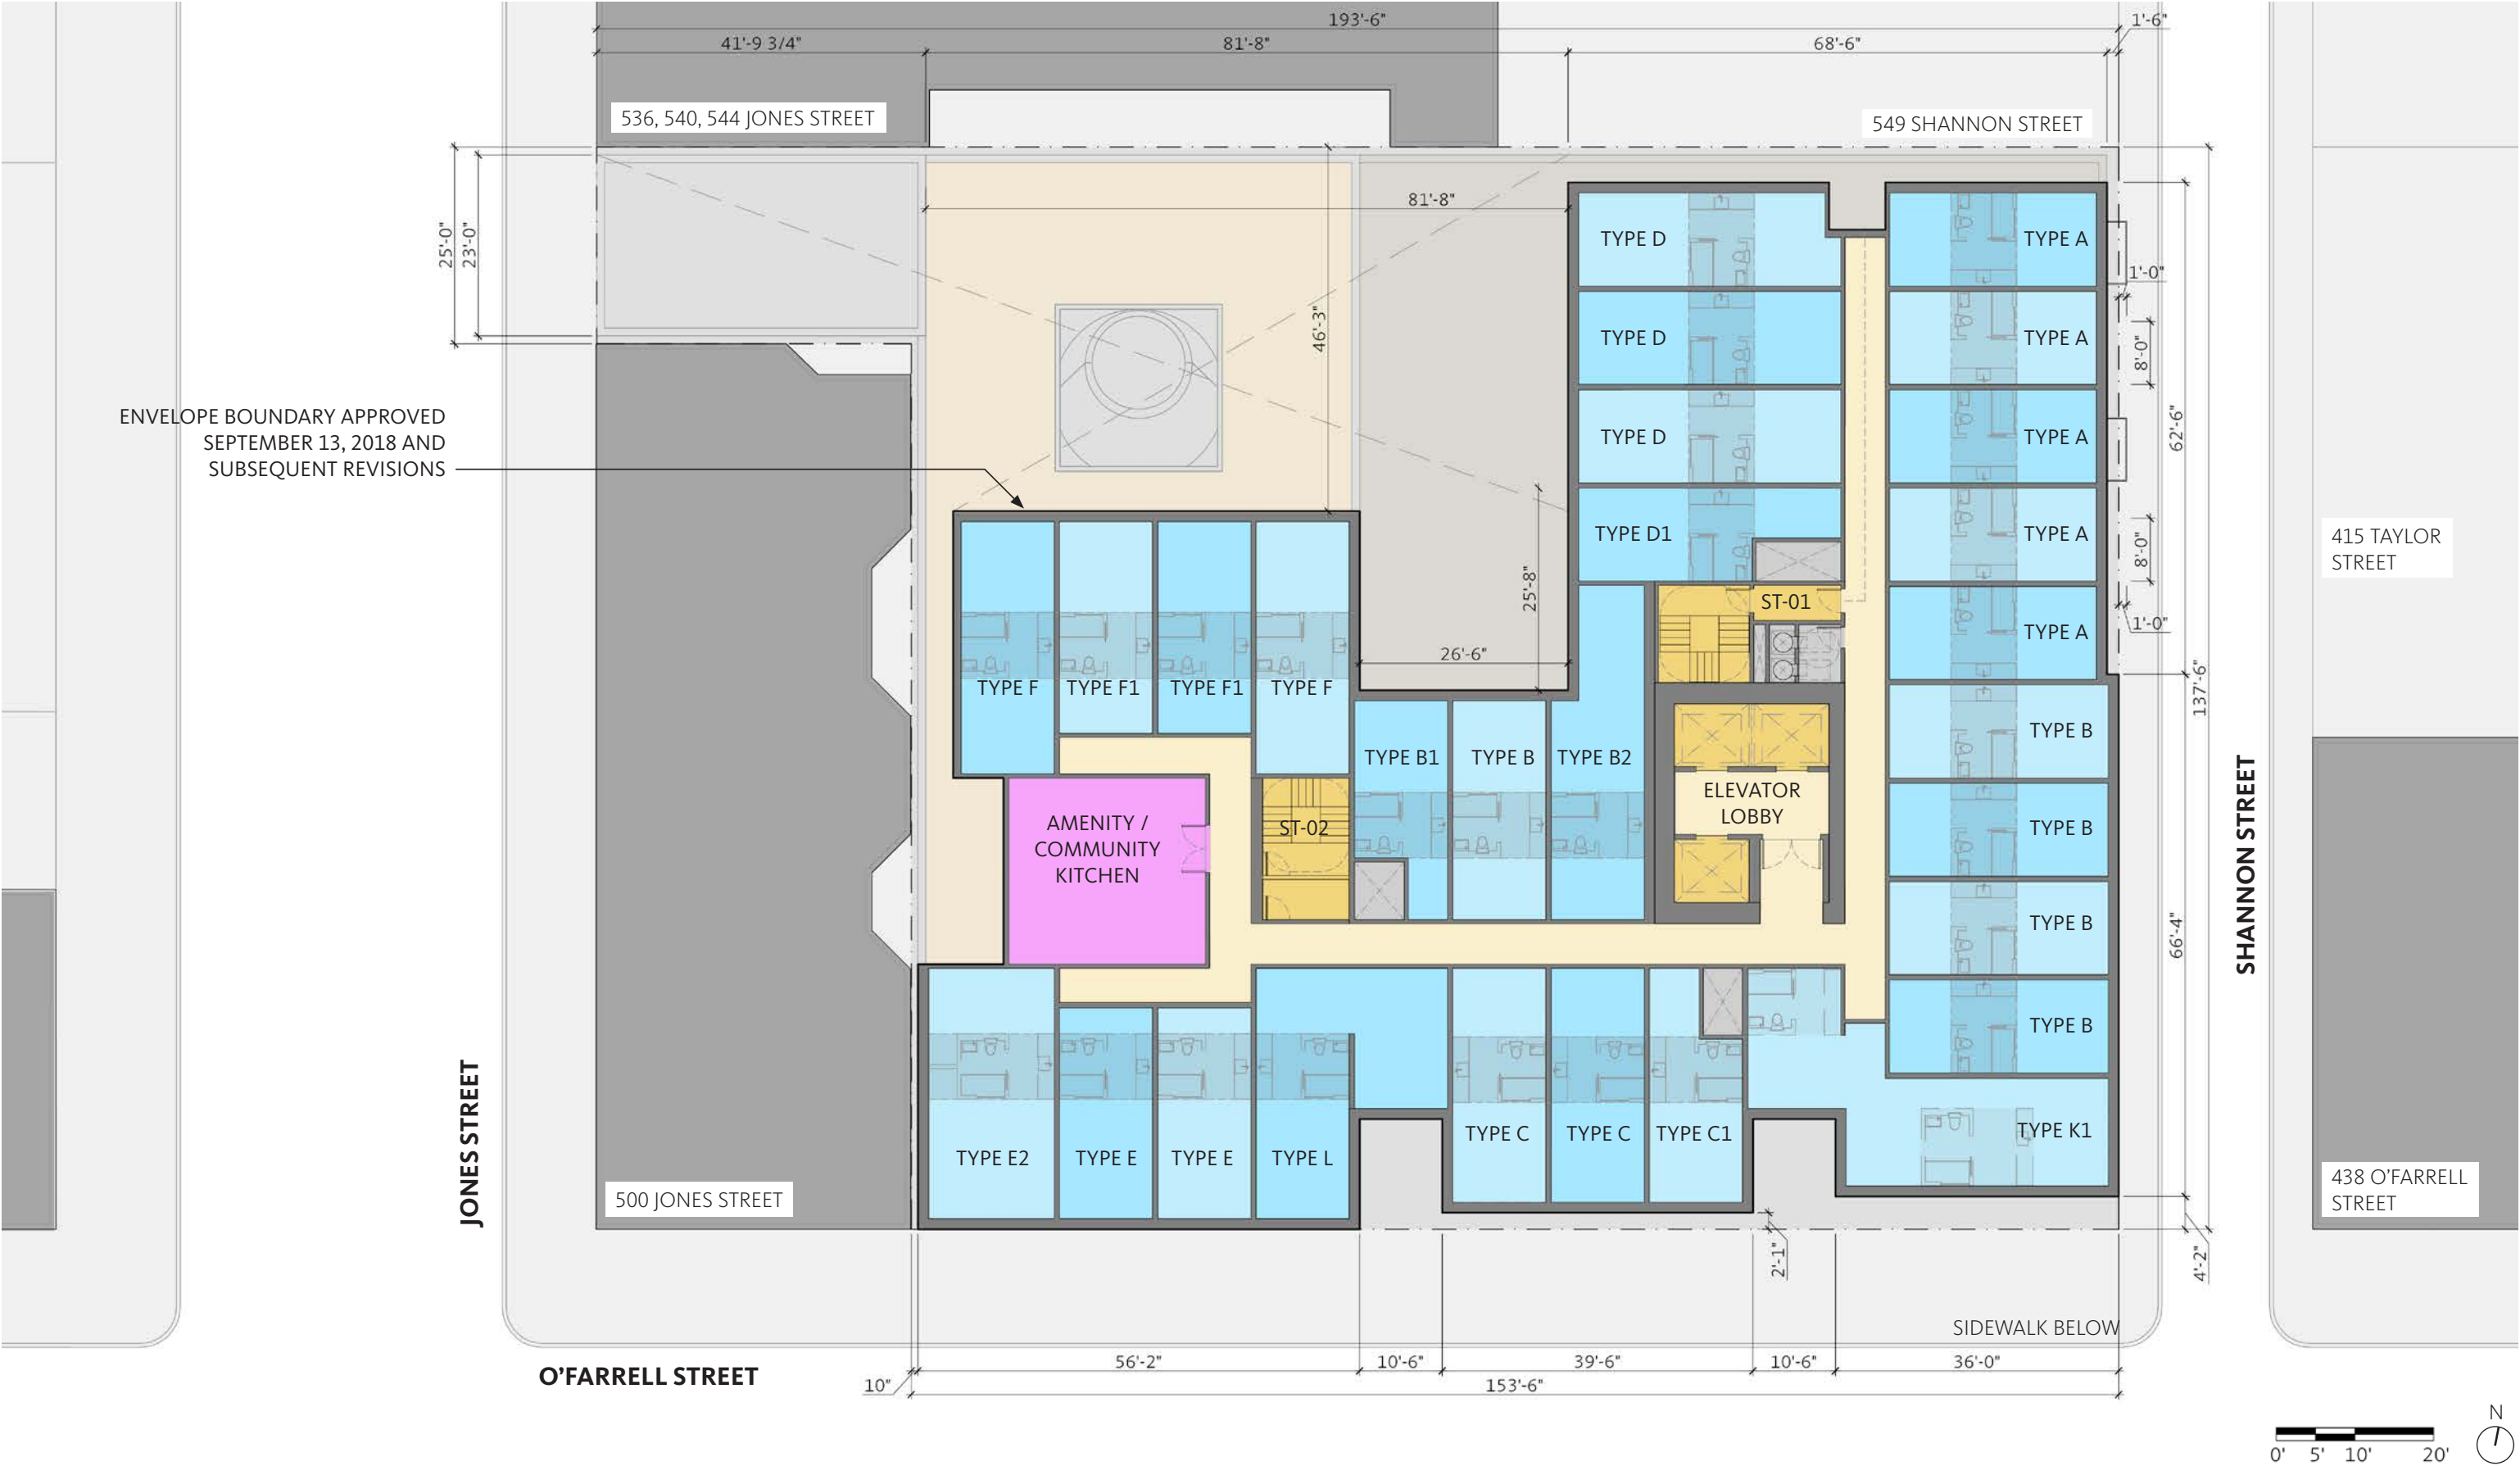 193'-6"
1'-6"
41'-9 3/4"
81'-8"
68'-6"
536, 540, 544 JONES STREET
549 SHANNON STREET
25'-0"
23'-0"
81'-8"
46'-3"
TYPE D
TYPE A
1'-0"
TYPE D
TYPE A
8'-0"
ENVELOPE BOUNDARY APPROVED
SEPTEMBER 13, 2018 AND
SUBSEQUENT REVISIONS
TYPE D
TYPE A
62'-6"
TYPE D1
TYPE A
8'-0"
415 TAYLOR
STREET
25'-8"
ST-01
TYPE A
1'-0"
26'-6"
TYPE F
TYPE F1
TYPE F1
TYPE F
137'-6"
TYPE B
TYPE B1
TYPE B
TYPE B2
ELEVATOR
LOBBY
AMENITY /
COMMUNITY
KITCHEN
ST-02
TYPE B
SHANNON STREET
TYPE B
66'-4"
TYPE B
JONES STREET
TYPE E2
TYPE E
TYPE E
TYPE L
TYPE C
TYPE C
TYPE C1
TYPE K1
500 JONES STREET
438 O'FARRELL
STREET
2'-1"
4'-2"
SIDEWALK BELOW
O'FARRELL STREET
56'-2"
10'-6"
39'-6"
10'-6"
36'-0"
10"
153'-6"
N
0'
5'
10'
20'